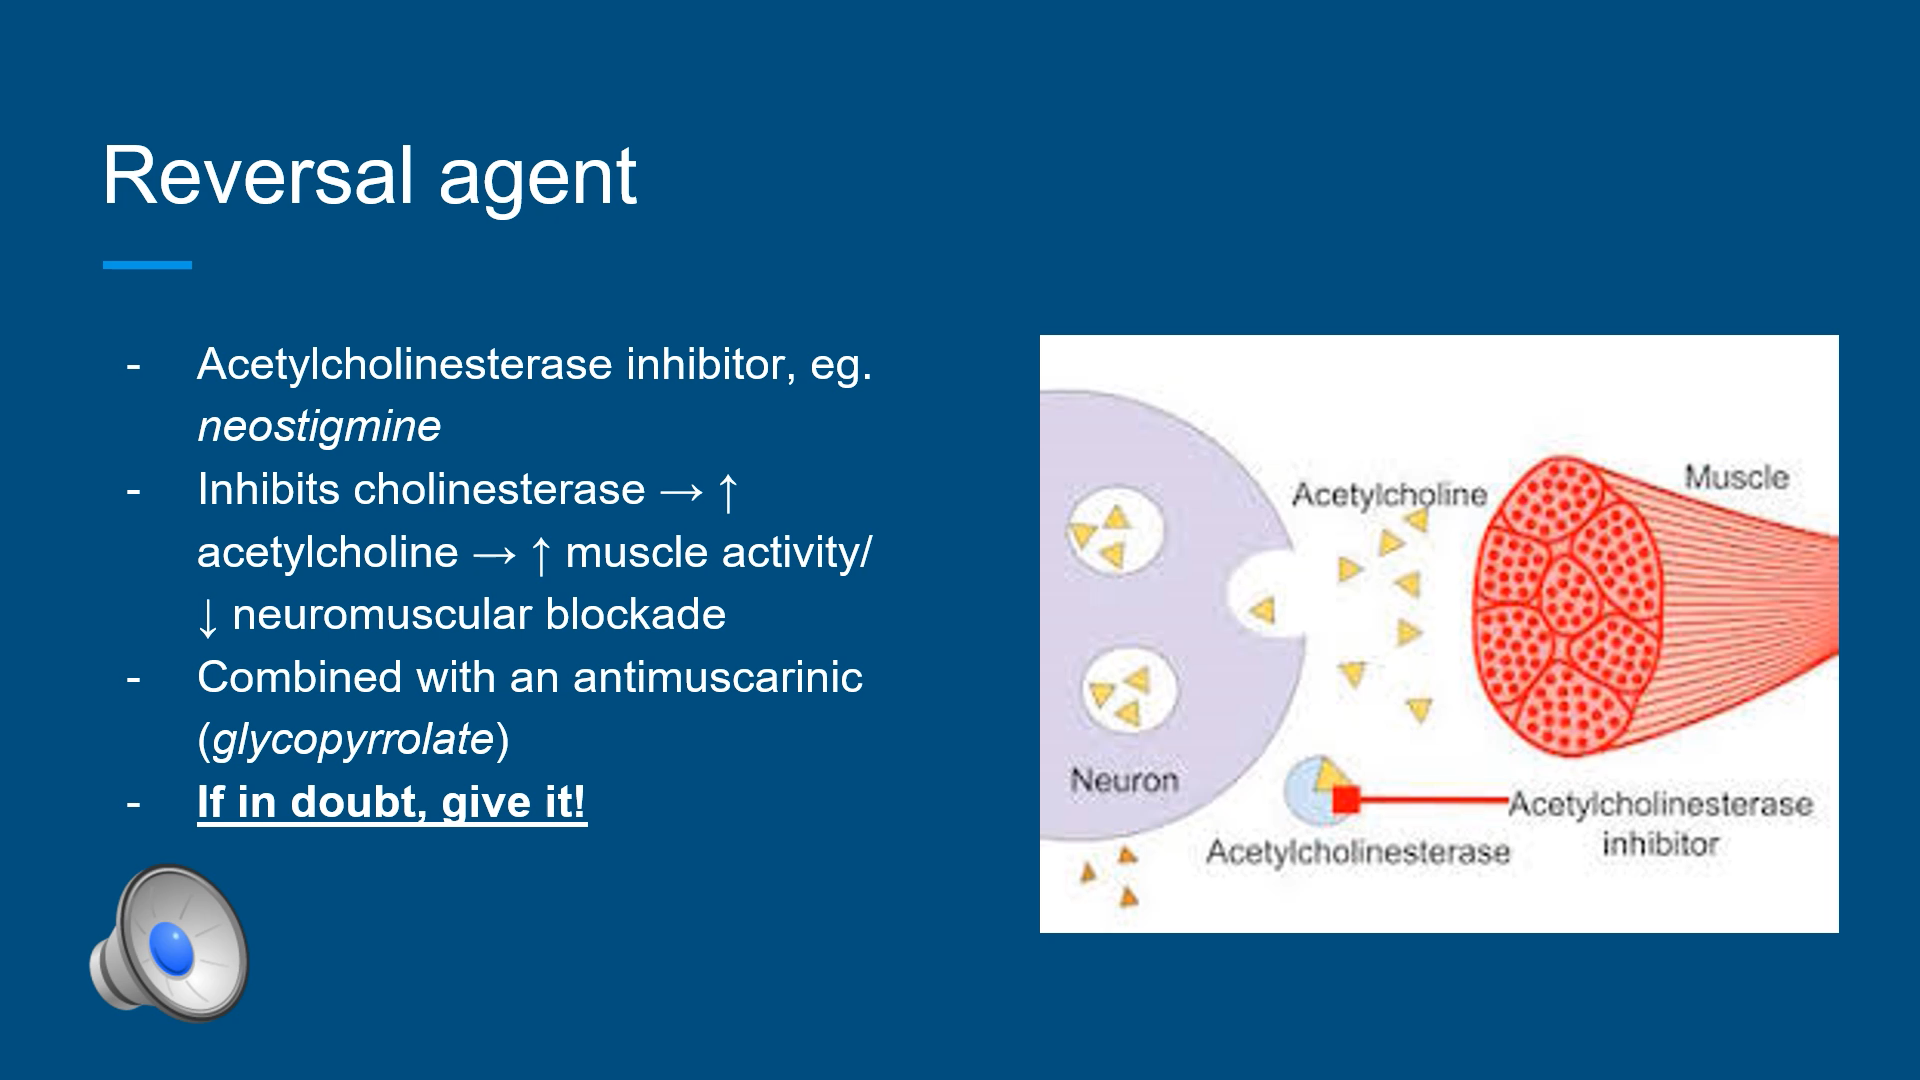 Reversal agent
- Acetylcholinesterase inhibitor, eg.
neostigmine
- Inhibits cholinesterase → ↑
acetylcholine → ↑ muscle activity/
↓ neuromuscular blockade
- Combined with an antimuscarinic
(glycopyrrolate)
- If in doubt, give it!
Acetylcholine
Muscle
Neuron
Acetylcholinesterase
Acetylcholinesterase
inhibitor